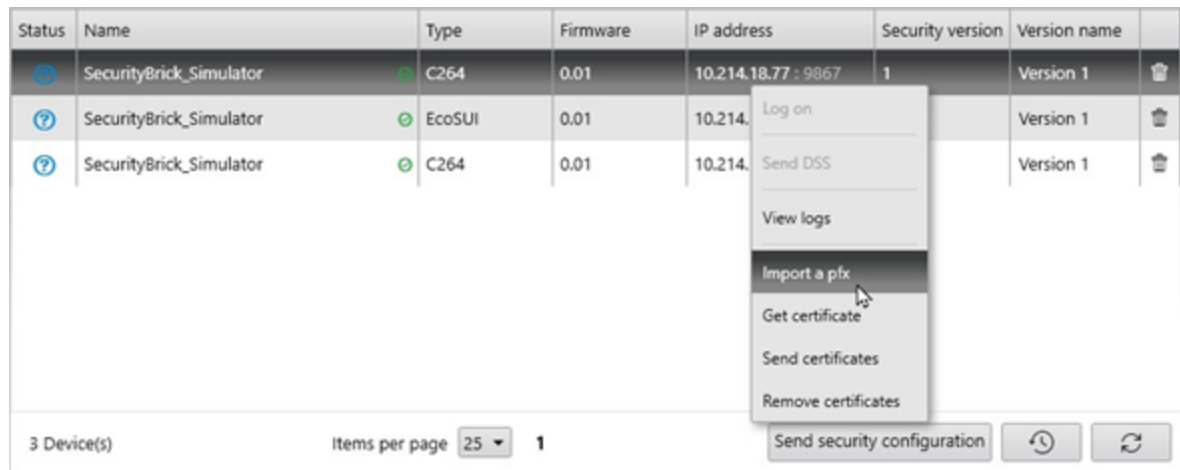 Status Name Type Firmware IP address Security version Version name
SecurityBrick_Simulator C264 0.01 10.214.18.77 : 9867 1 Version 1
SecurityBrick_Simulator EcoSUI 0.01 10.214. Version 1
SecurityBrick_Simulator C264 0.01 10.214. Version 1
Log on
Send DSS
View logs
Import a pfx
Get certificate
Send certificates
Remove certificates
3 Device(s) Items per page 25 1 Send security configuration